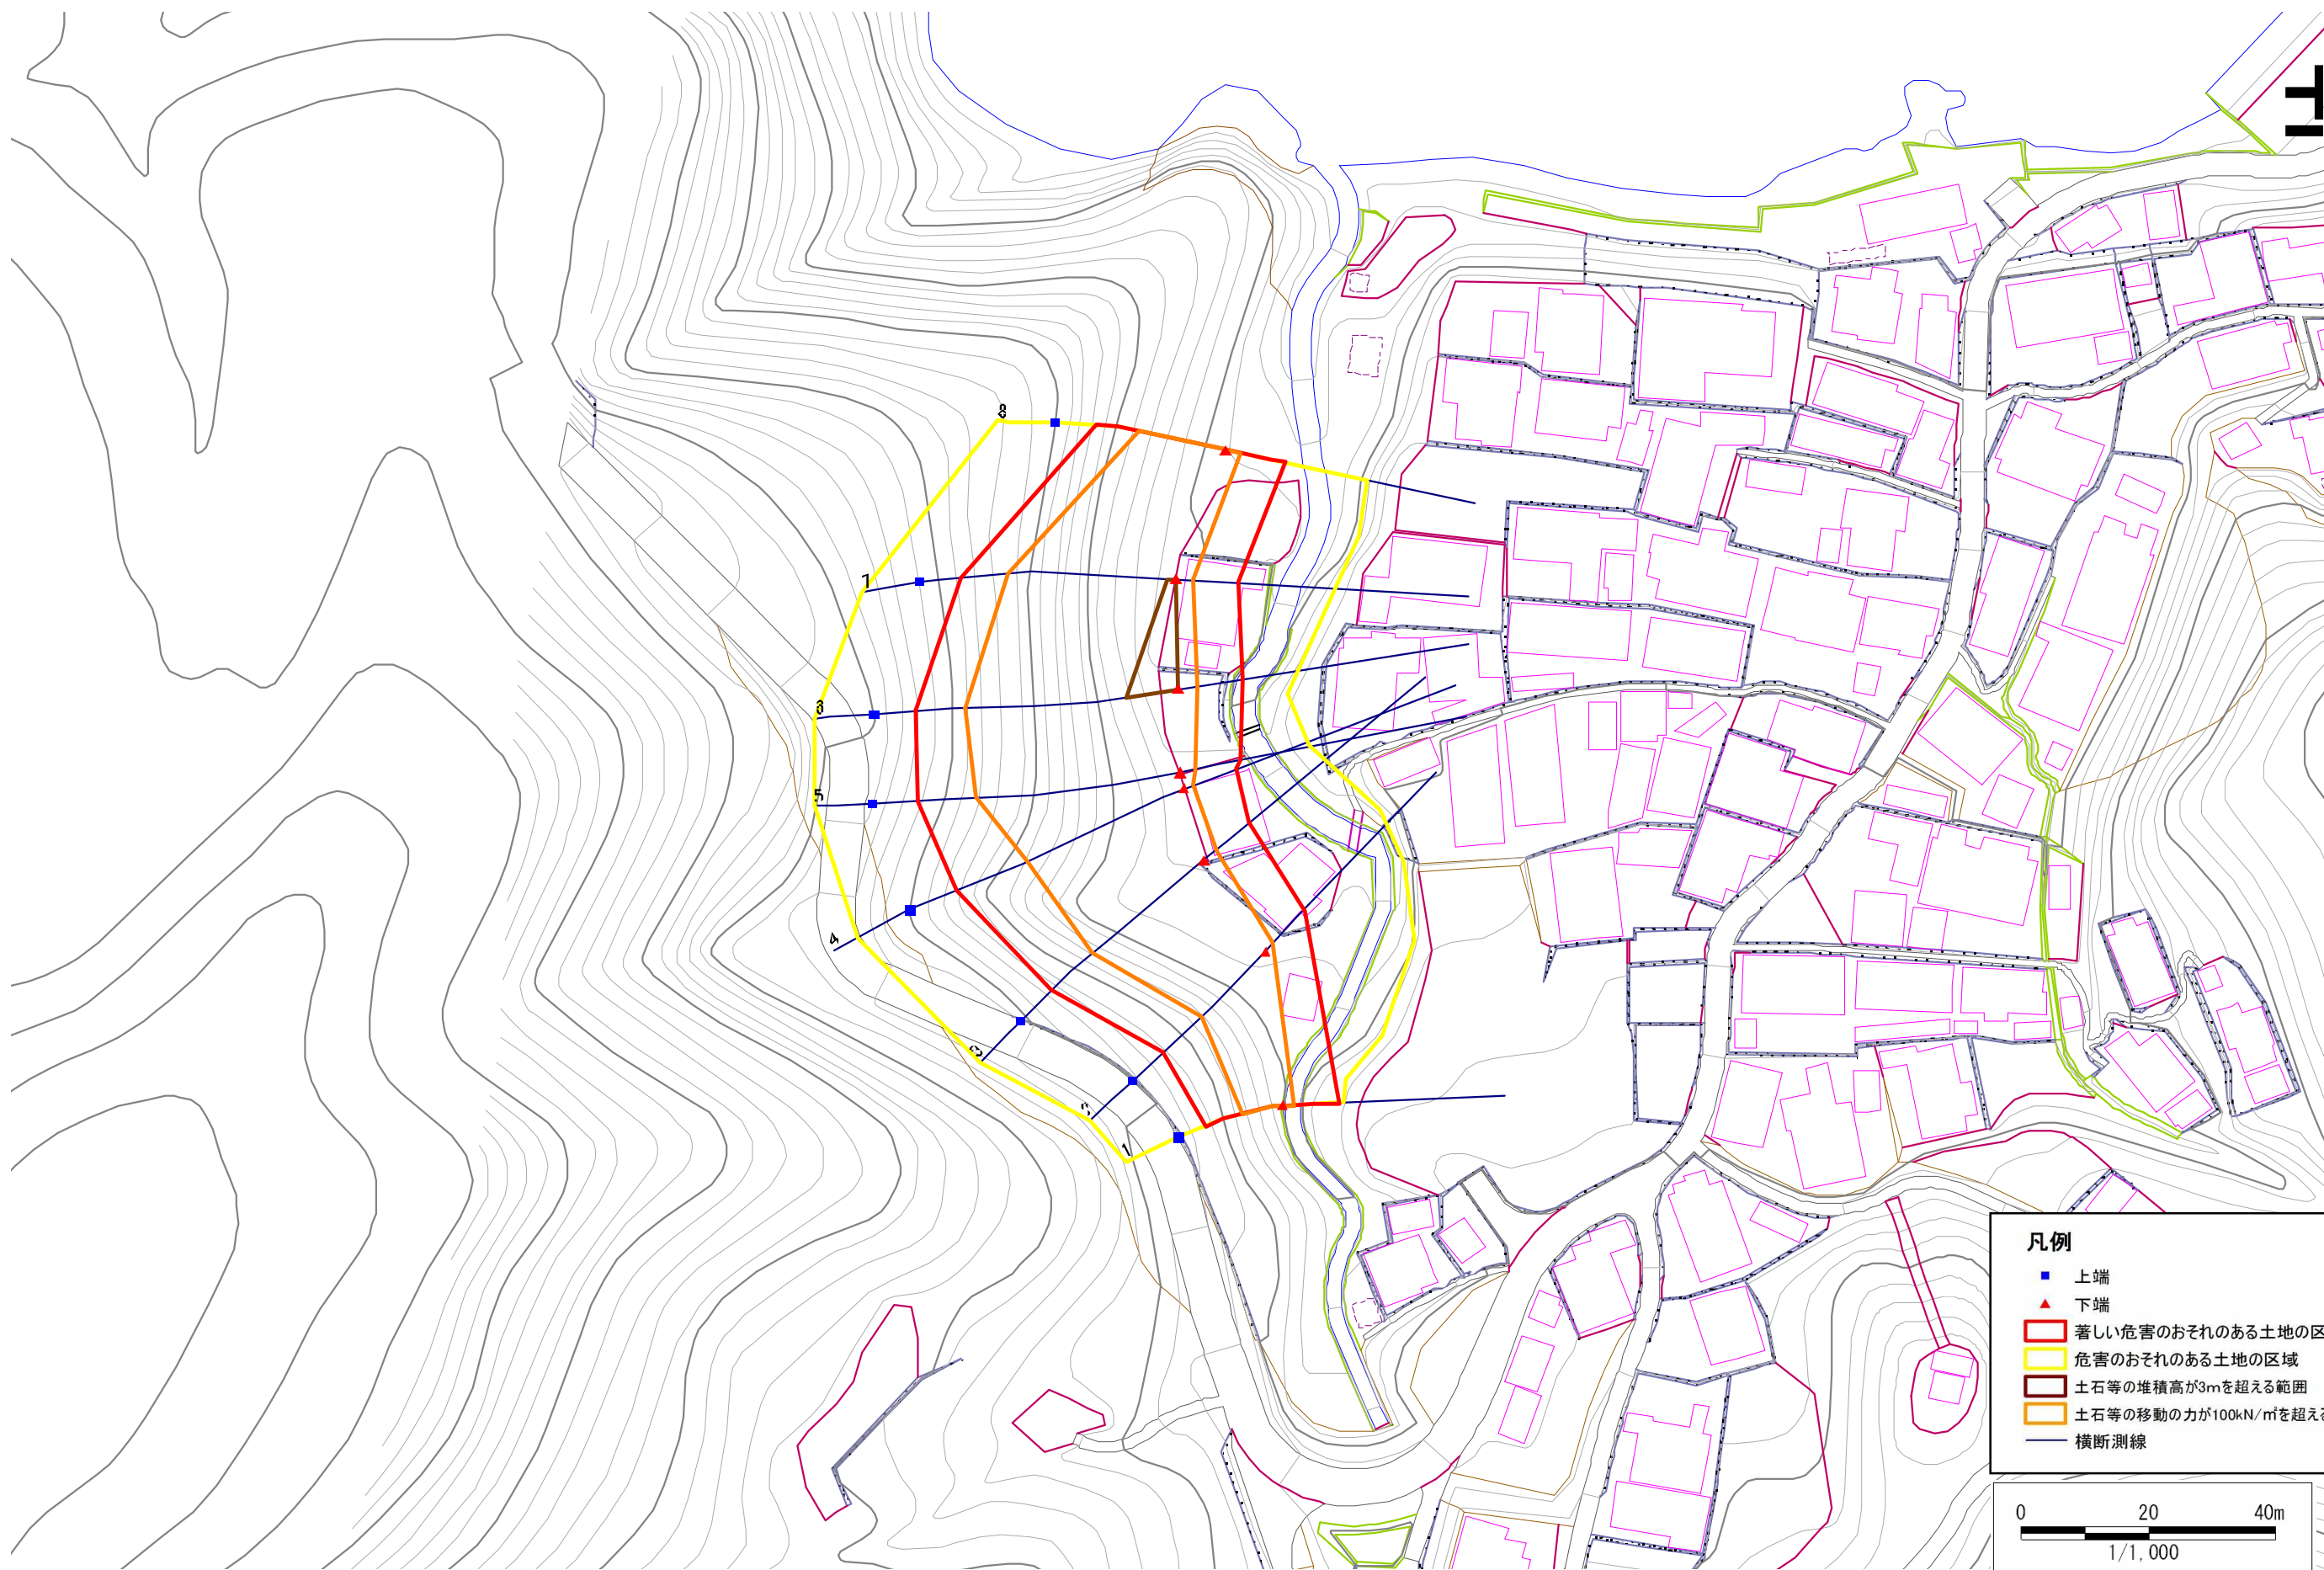 8
7
6
5
4
3
2
1
凡例
上端
下端
著しい危害のおそれのある土地の区
危害のおそれのある土地の区域
土石等の堆積高が3mを超える範囲
土石等の移動の力が100kN/㎡を超え
横断測線
0 20 40m
1/1,000